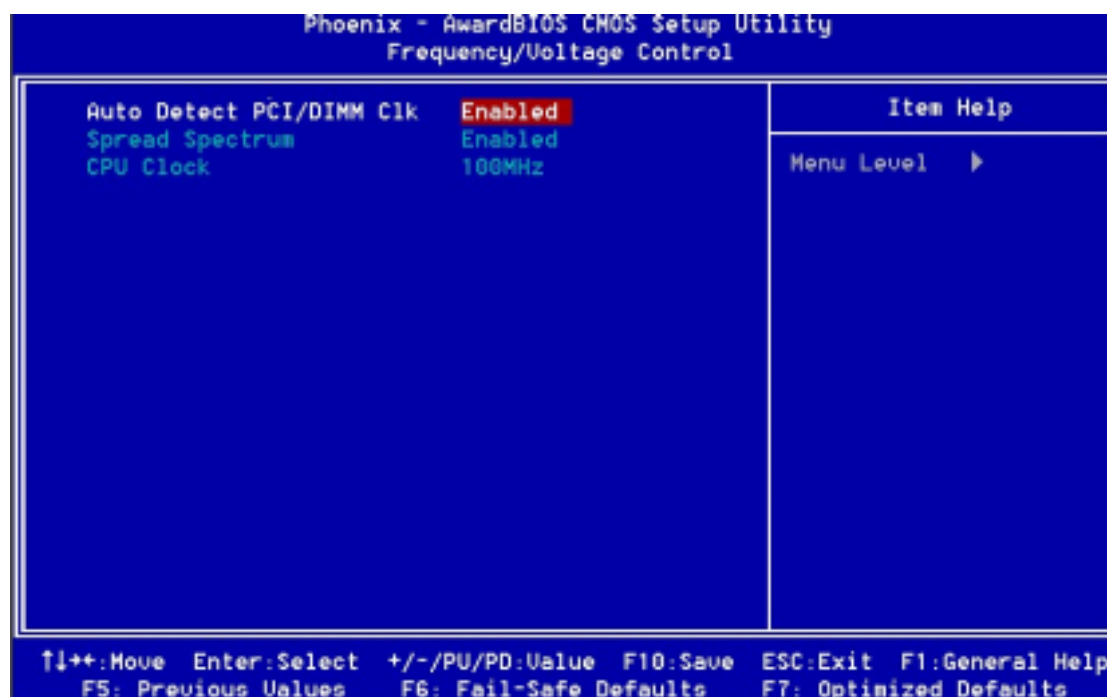 Phoenix - AwardBIOS CMOS Setup Utility
Frequency/Voltage Control
Auto Detect PCI/DIMM Clk Enabled
Spread Spectrum Enabled
CPU Clock 100MHz
Item Help
Menu Level ▶
↑↓++:Move Enter:Select +/-/PU/PD:Value F10:Save ESC:Exit F1:General Help
F5: Previous Values F6: Fail-Safe Defaults F7: Optimized Defaults